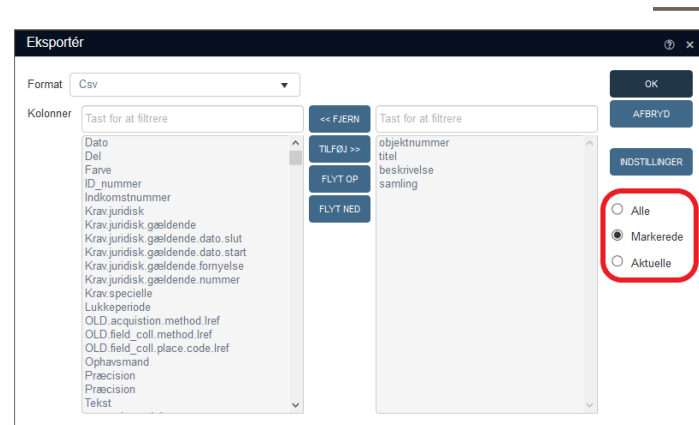 Eksportér
Format
Csv
OK
Kolonner
Tast for at filtrere
<< FJERN
Tast for at filtrere
AFBRYD
Dato
Del
Farve
ID_nummer
Indkomstnummer
Krav.juridisk
Krav.juridisk.gældende
Krav.juridisk.gældende.dato.slut
Krav.juridisk.gældende.dato.start
Krav.juridisk.gældende.fornyelse
Krav.juridisk.gældende.nummer
Krav.specielle
Lukkeperiode
OLD.acquistion.method.lref
OLD.field_coll.method.lref
OLD.field_coll.place.code.lref
Ophavsmand
Præcision
Præcision
Tekst
TILFØJ >>
FLYT OP
FLYT NED
objektnummer
titel
beskrivelse
samling
INDSTILLINGER
Alle
Markerede
Aktuelle